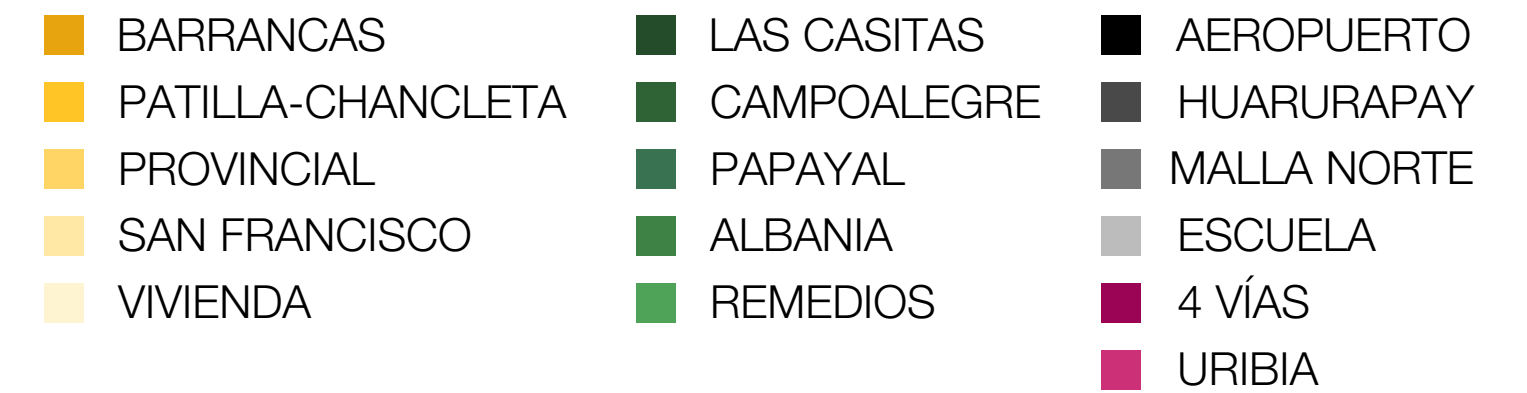 BARRANCAS
PATILLA-CHANCLETA
PROVINCIAL
SAN FRANCISCO
VIVIENDA
LAS CASITAS
CAMPOALEGRE
PAPAYAL
ALBANIA
REMEDIOS
AEROPUERTO
HUARURAPAY
MALLA NORTE
ESCUELA
4 VÍAS
URIBIA